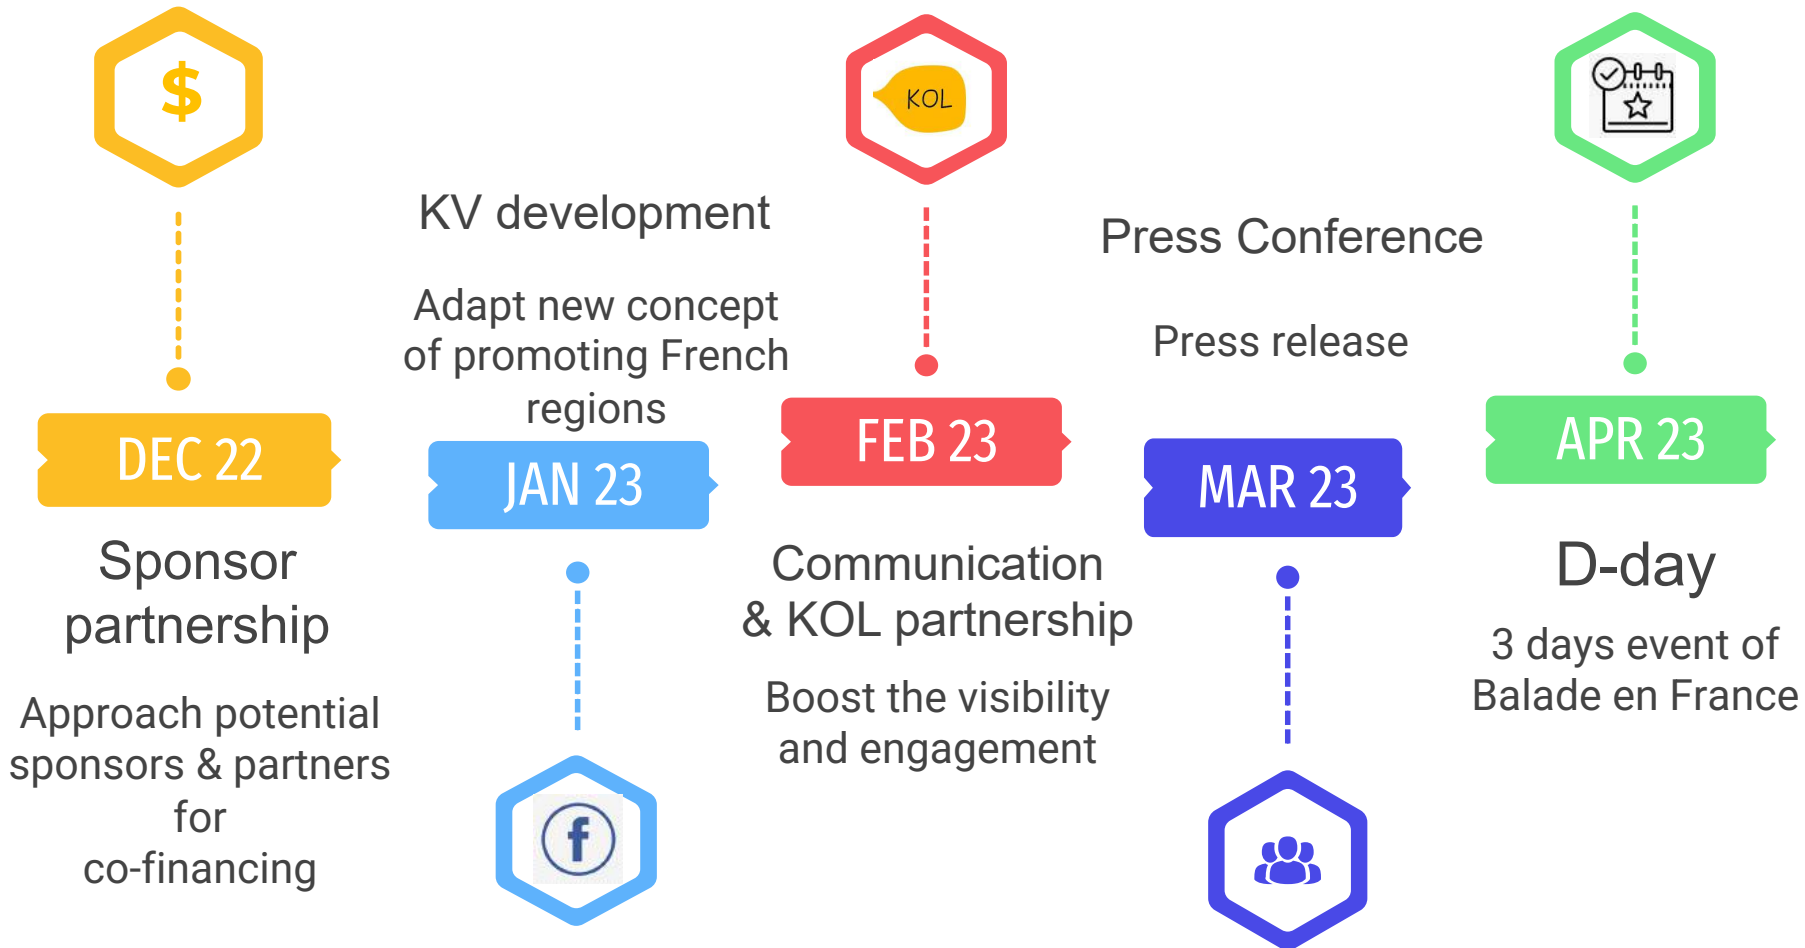 $
DEC 22
Sponsor
partnership
Approach potential
sponsors & partners
for
co-financing
KV development
Adapt new concept
of promoting French
regions
JAN 23
f
KOL
FEB 23
Communication
& KOL partnership
Boost the visibility
and engagement
Press Conference
Press release
MAR 23
APR 23
D-day
3 days event of
Balade en France